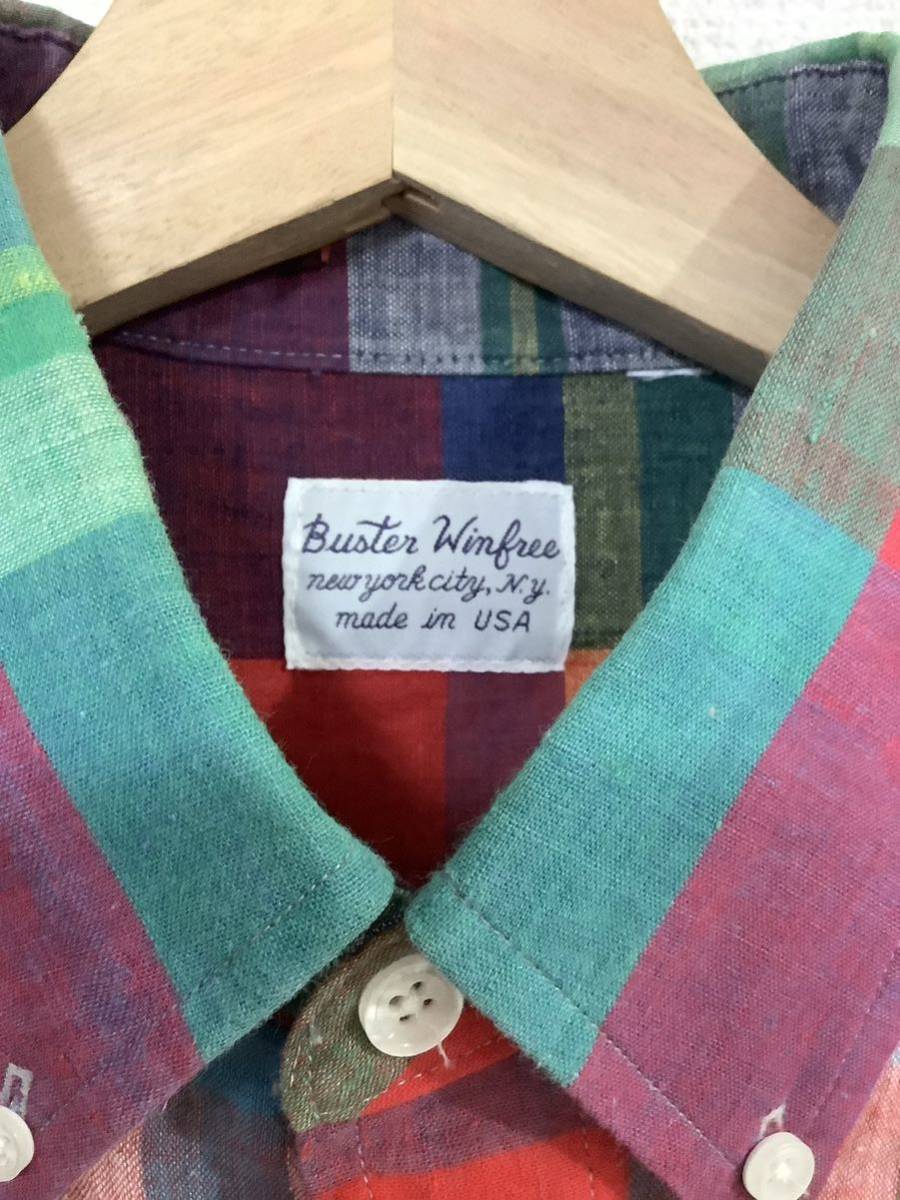 Buster Winfree
new york city, N.y.
made in USA